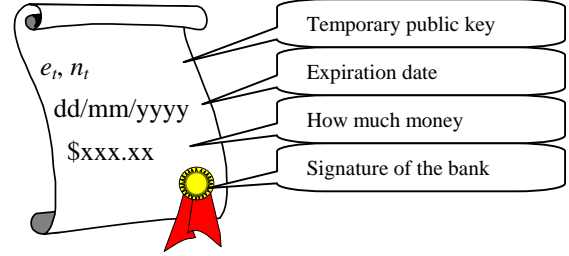 e_t, n_t
dd/mm/yyyy
$xxx.xx
Temporary public key
Expiration date
How much money
Signature of the bank